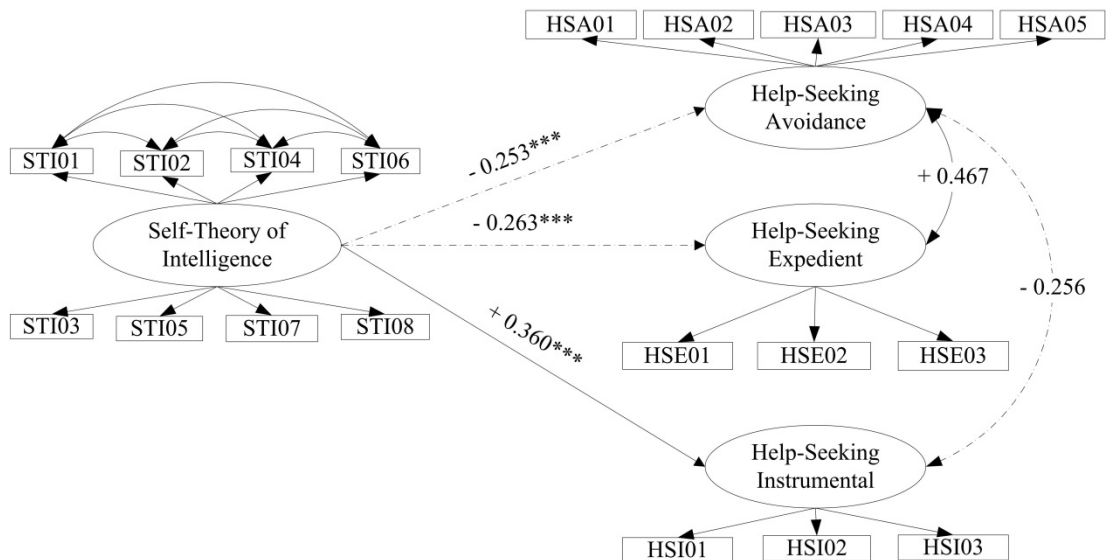 HSA01
HSA02
HSA03
HSA04
HSA05
Help-Seeking
Avoidance
STI01
STI02
STI04
STI06
- 0.253***
+ 0.467
Self-Theory of
Intelligence
- 0.263***
Help-Seeking
Expedient
- 0.256
STI03
STI05
STI07
STI08
+ 0.360***
HSE01
HSE02
HSE03
Help-Seeking
Instrumental
HSI01
HSI02
HSI03